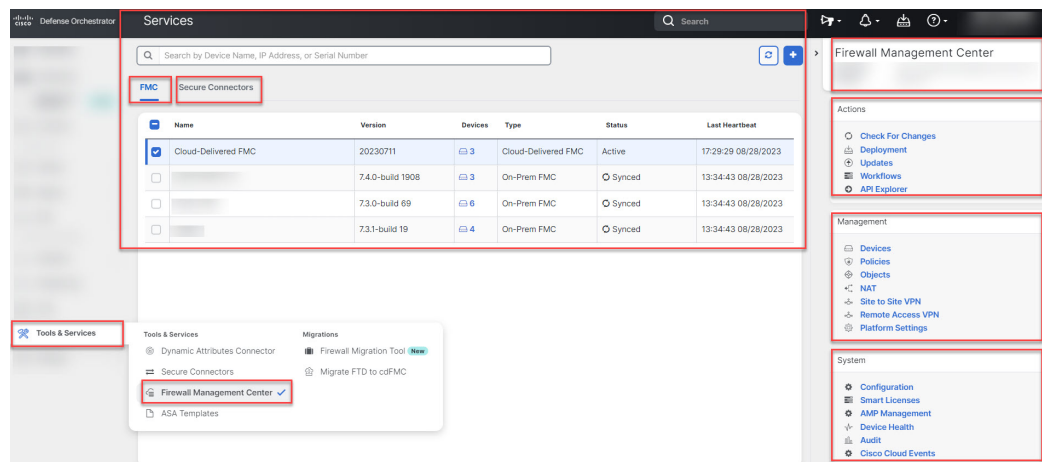 cisco Defense Orchestrator
Services
Search
Search by Device Name, IP Address, or Serial Number
FMC Secure Connectors
Name Version Devices Type Status Last Heartbeat
Cloud-Delivered FMC 20230711 3 Cloud-Delivered FMC Active 17:29:29 08/28/2023
7.4.0-build 1908 3 On-Prem FMC Synced 13:34:43 08/28/2023
7.3.0-build 69 6 On-Prem FMC Synced 13:34:43 08/28/2023
7.3.1-build 19 4 On-Prem FMC Synced 13:34:43 08/28/2023
Tools & Services
Tools & Services
Dynamic Attributes Connector
Secure Connectors
Firewall Management Center
ASA Templates
Migrations
Firewall Migration Tool New
Migrate FTD to cdFMC
Firewall Management Center
Actions
Check For Changes
Deployment
Updates
Workflows
API Explorer
Management
Devices
Policies
Objects
NAT
Site to Site VPN
Remote Access VPN
Platform Settings
System
Configuration
Smart Licenses
AMP Management
Device Health
Audit
Cisco Cloud Events